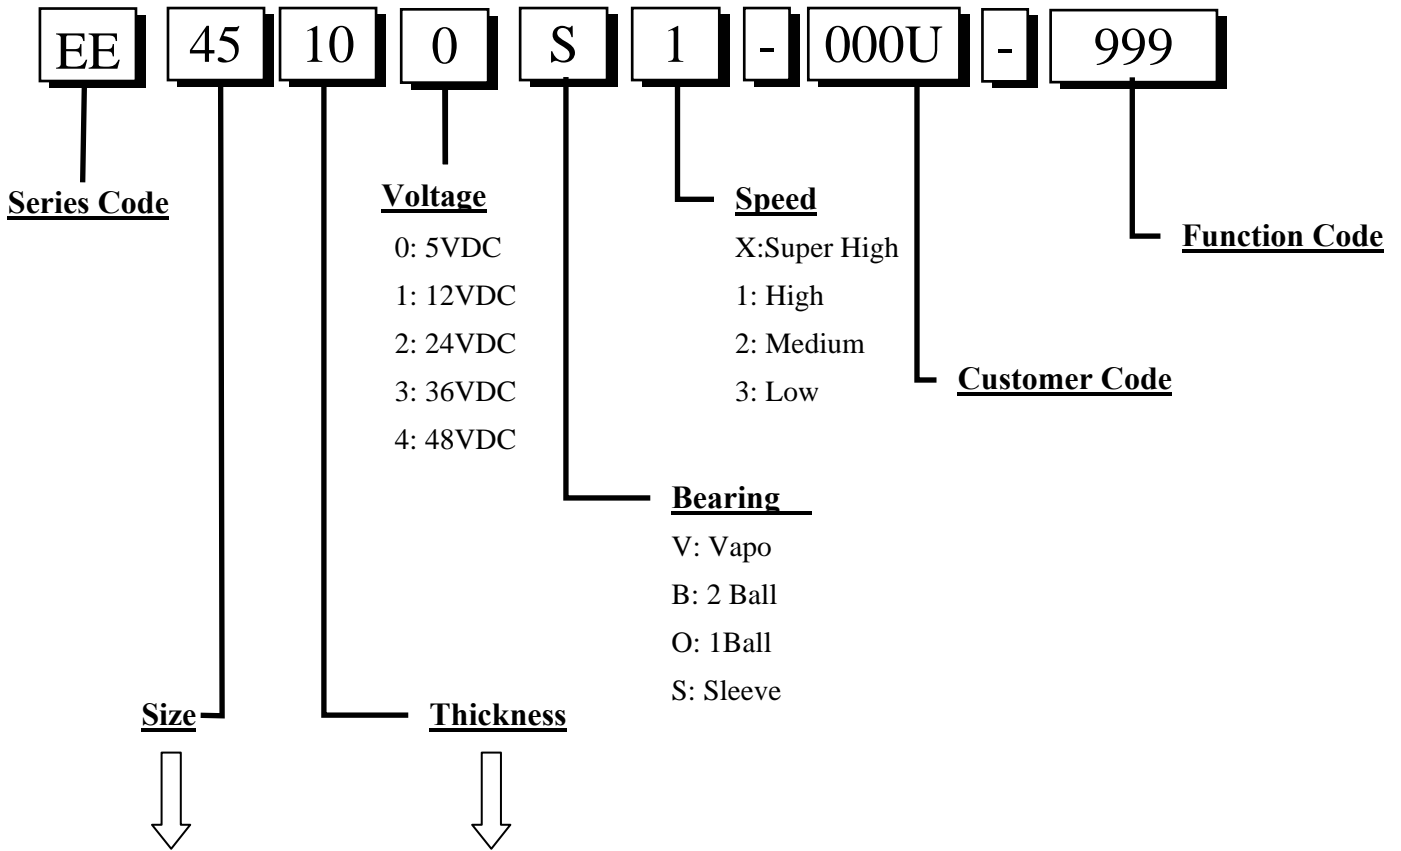 EE 45 10 0 S 1 - 000U - 999
Series Code
Voltage
0: 5VDC
1: 12VDC
2: 24VDC
3: 36VDC
4: 48VDC
Speed
X:Super High
1: High
2: Medium
3: Low
Function Code
Customer Code
Bearing
V: Vapo
B: 2 Ball
O: 1Ball
S: Sleeve
Size
Thickness